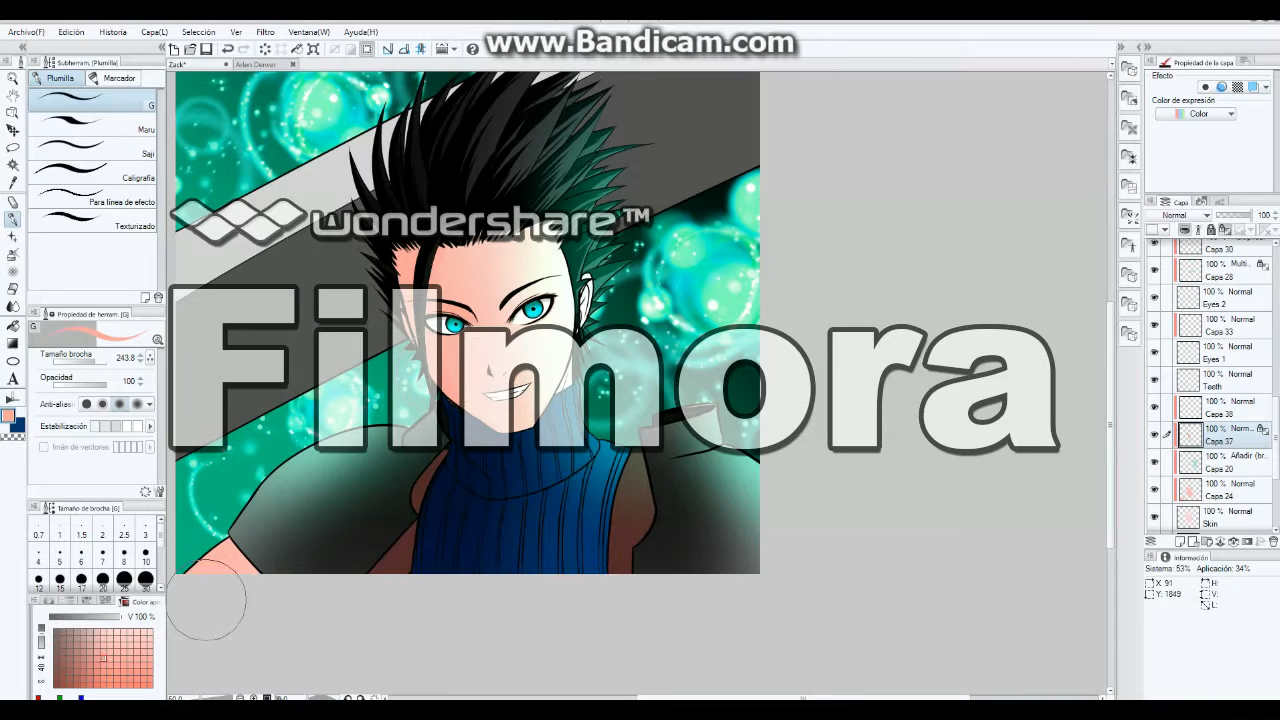 www.Bandicam.com
Archivo(F) Edición Historia Capa(L) Selección Ver Filtro Ventana(W) Ayuda(H)
Subherram. [Plumilla]
Zack*
Arlen Denver
Propiedad de la capa
Plumilla
Marcador
Efecto
G
Color de expresión
Color
Maru
Saji
Caligrafía
Para línea de efecto
Texturizado
Capa
Normal
100
wondershare™
Filmora
Capa 30
100 % Multi...
Capa 28
100 % Normal
Eyes 2
100 % Normal
Capa 33
100 % Normal
Eyes 1
100 % Normal
Teeth
100 % Normal
Capa 38
100 % Norm...
Capa 37
100 % Añadir (br...
Capa 20
100 % Normal
Capa 24
100 % Normal
Skin
Propiedad de herram. [G]
G
Tamaño brocha 243.8
Opacidad 100
Anti-alias
Estabilización
Imán de vectores
Tamaño de brocha [G]
0.7 1 1.5 2 2.5 3
4 5 6 7 8 10
12 15 17 20 25 30
V 100 %
Información
Sistema: 53% Aplicación: 34%
X: 91 H:
Y: 1849 V:
L: